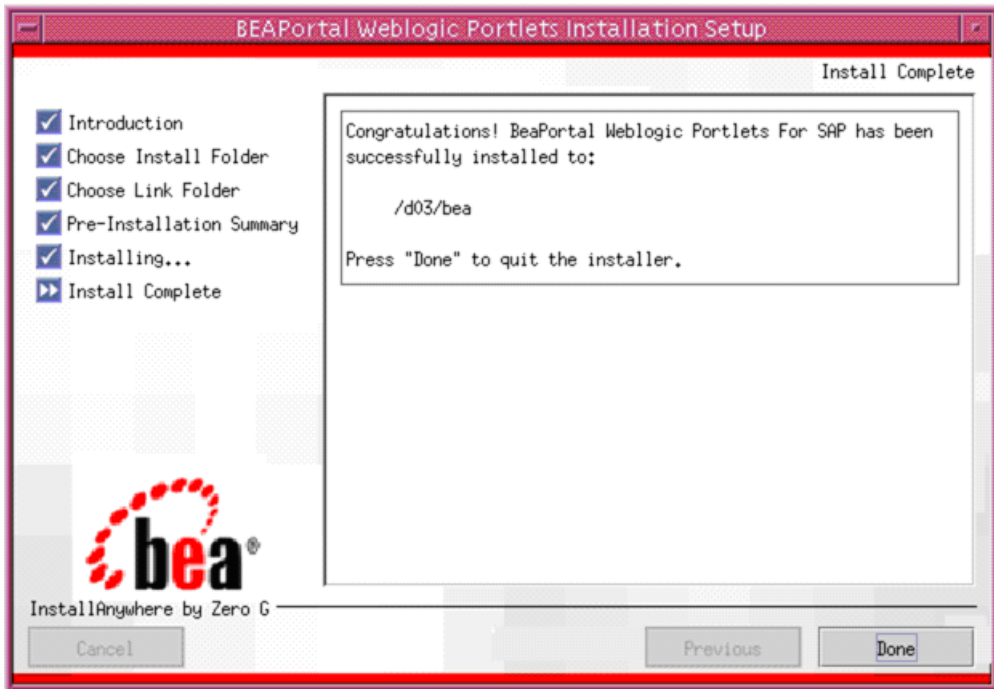 BEAPortal Weblogic Portlets Installation Setup
Install Complete
Introduction
Choose Install Folder
Choose Link Folder
Pre-Installation Summary
Installing...
Install Complete
Congratulations! BeaPortal Weblogic Portlets For SAP has been
successfully installed to:
/d03/bea
Press "Done" to quit the installer.
bea®
InstallAnywhere by Zero G
Cancel
Previous
Done